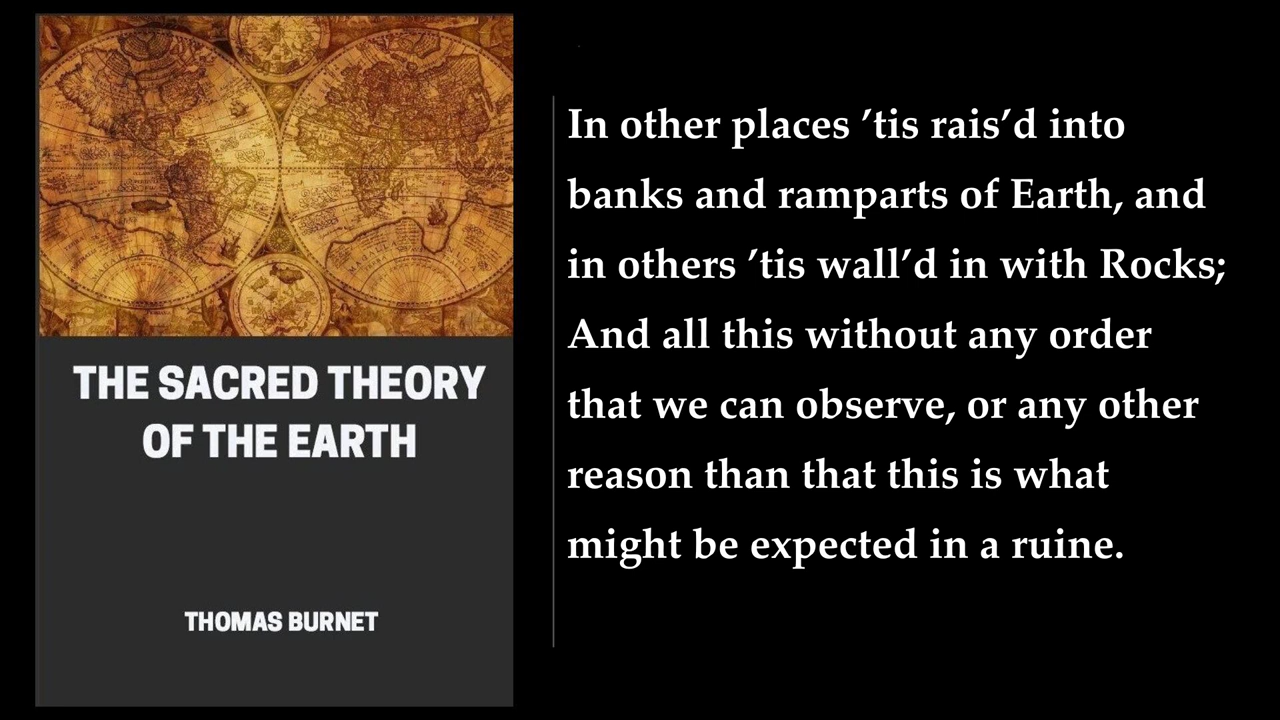 THE SACRED THEORY
OF THE EARTH
THOMAS BURNET
In other places ’tis rais’d into
banks and ramparts of Earth, and
in others ’tis wall’d in with Rocks;
And all this without any order
that we can observe, or any other
reason than that this is what
might be expected in a ruine.